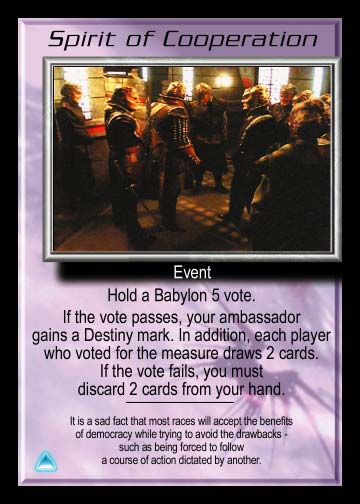 Spirit of Cooperation
Event
Hold a Babylon 5 vote.
If the vote passes, your ambassador
gains a Destiny mark. In addition, each player
who voted for the measure draws 2 cards.
If the vote fails, you must
discard 2 cards from your hand.
It is a sad fact that most races will accept the benefits
of democracy while trying to avoid the drawbacks -
such as being forced to follow
a course of action dictated by another.